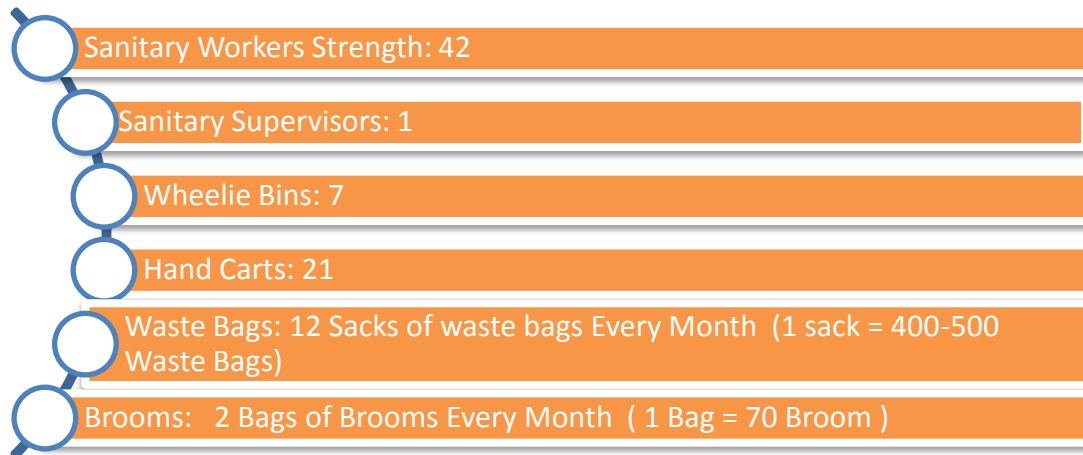 Sanitary Workers Strength: 42
Sanitary Supervisors: 1
Wheelie Bins: 7
Hand Carts: 21
Waste Bags: 12 Sacks of waste bags Every Month  (1 sack = 400-500
Waste Bags)
Brooms:   2 Bags of Brooms Every Month  ( 1 Bag = 70 Broom )